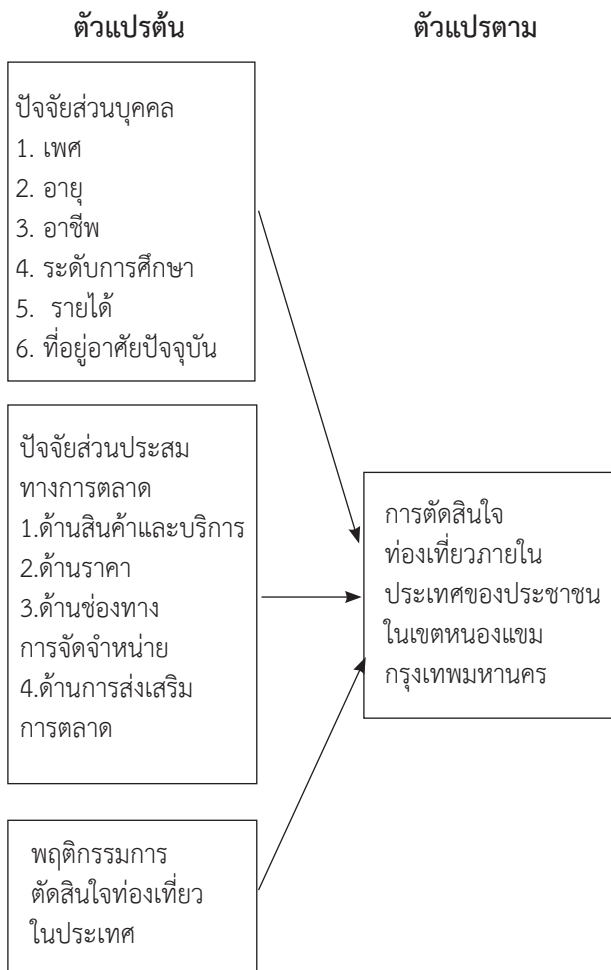 ตัวแปรต้น
ตัวแปรตาม
ปัจจัยส่วนบุคคล
1. เพศ
2. อายุ
3. อาชีพ
4. ระดับการศึกษา
5. รายได้
6. ที่อยู่อาศัยปัจจุบัน
ปัจจัยส่วนประสม
ทางการตลาด
1.ด้านสินค้าและบริการ
2.ด้านราคา
3.ด้านช่องทาง
การจัดจำหน่าย
4.ด้านการส่งเสริม
การตลาด
พฤติกรรมการ
ตัดสินใจท่องเที่ยว
ในประเทศ
การตัดสินใจ
ท่องเที่ยวภายใน
ประเทศของประชาชน
ในเขตหนองแขม
กรุงเทพมหานคร